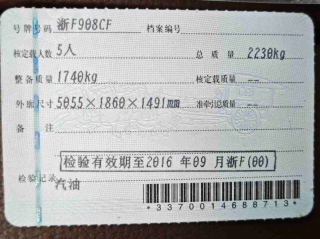 号牌号码 浙F908CF 档案编号
核定载人数 5人 总质量 2230kg
整备质量 1740kg 核定载质量 --
外廓尺寸 5055×1860×1491mm 准牵引总质量 --
备注
检验有效期至2016年09月浙F(00)
检验记录
汽油
*3370014688713*